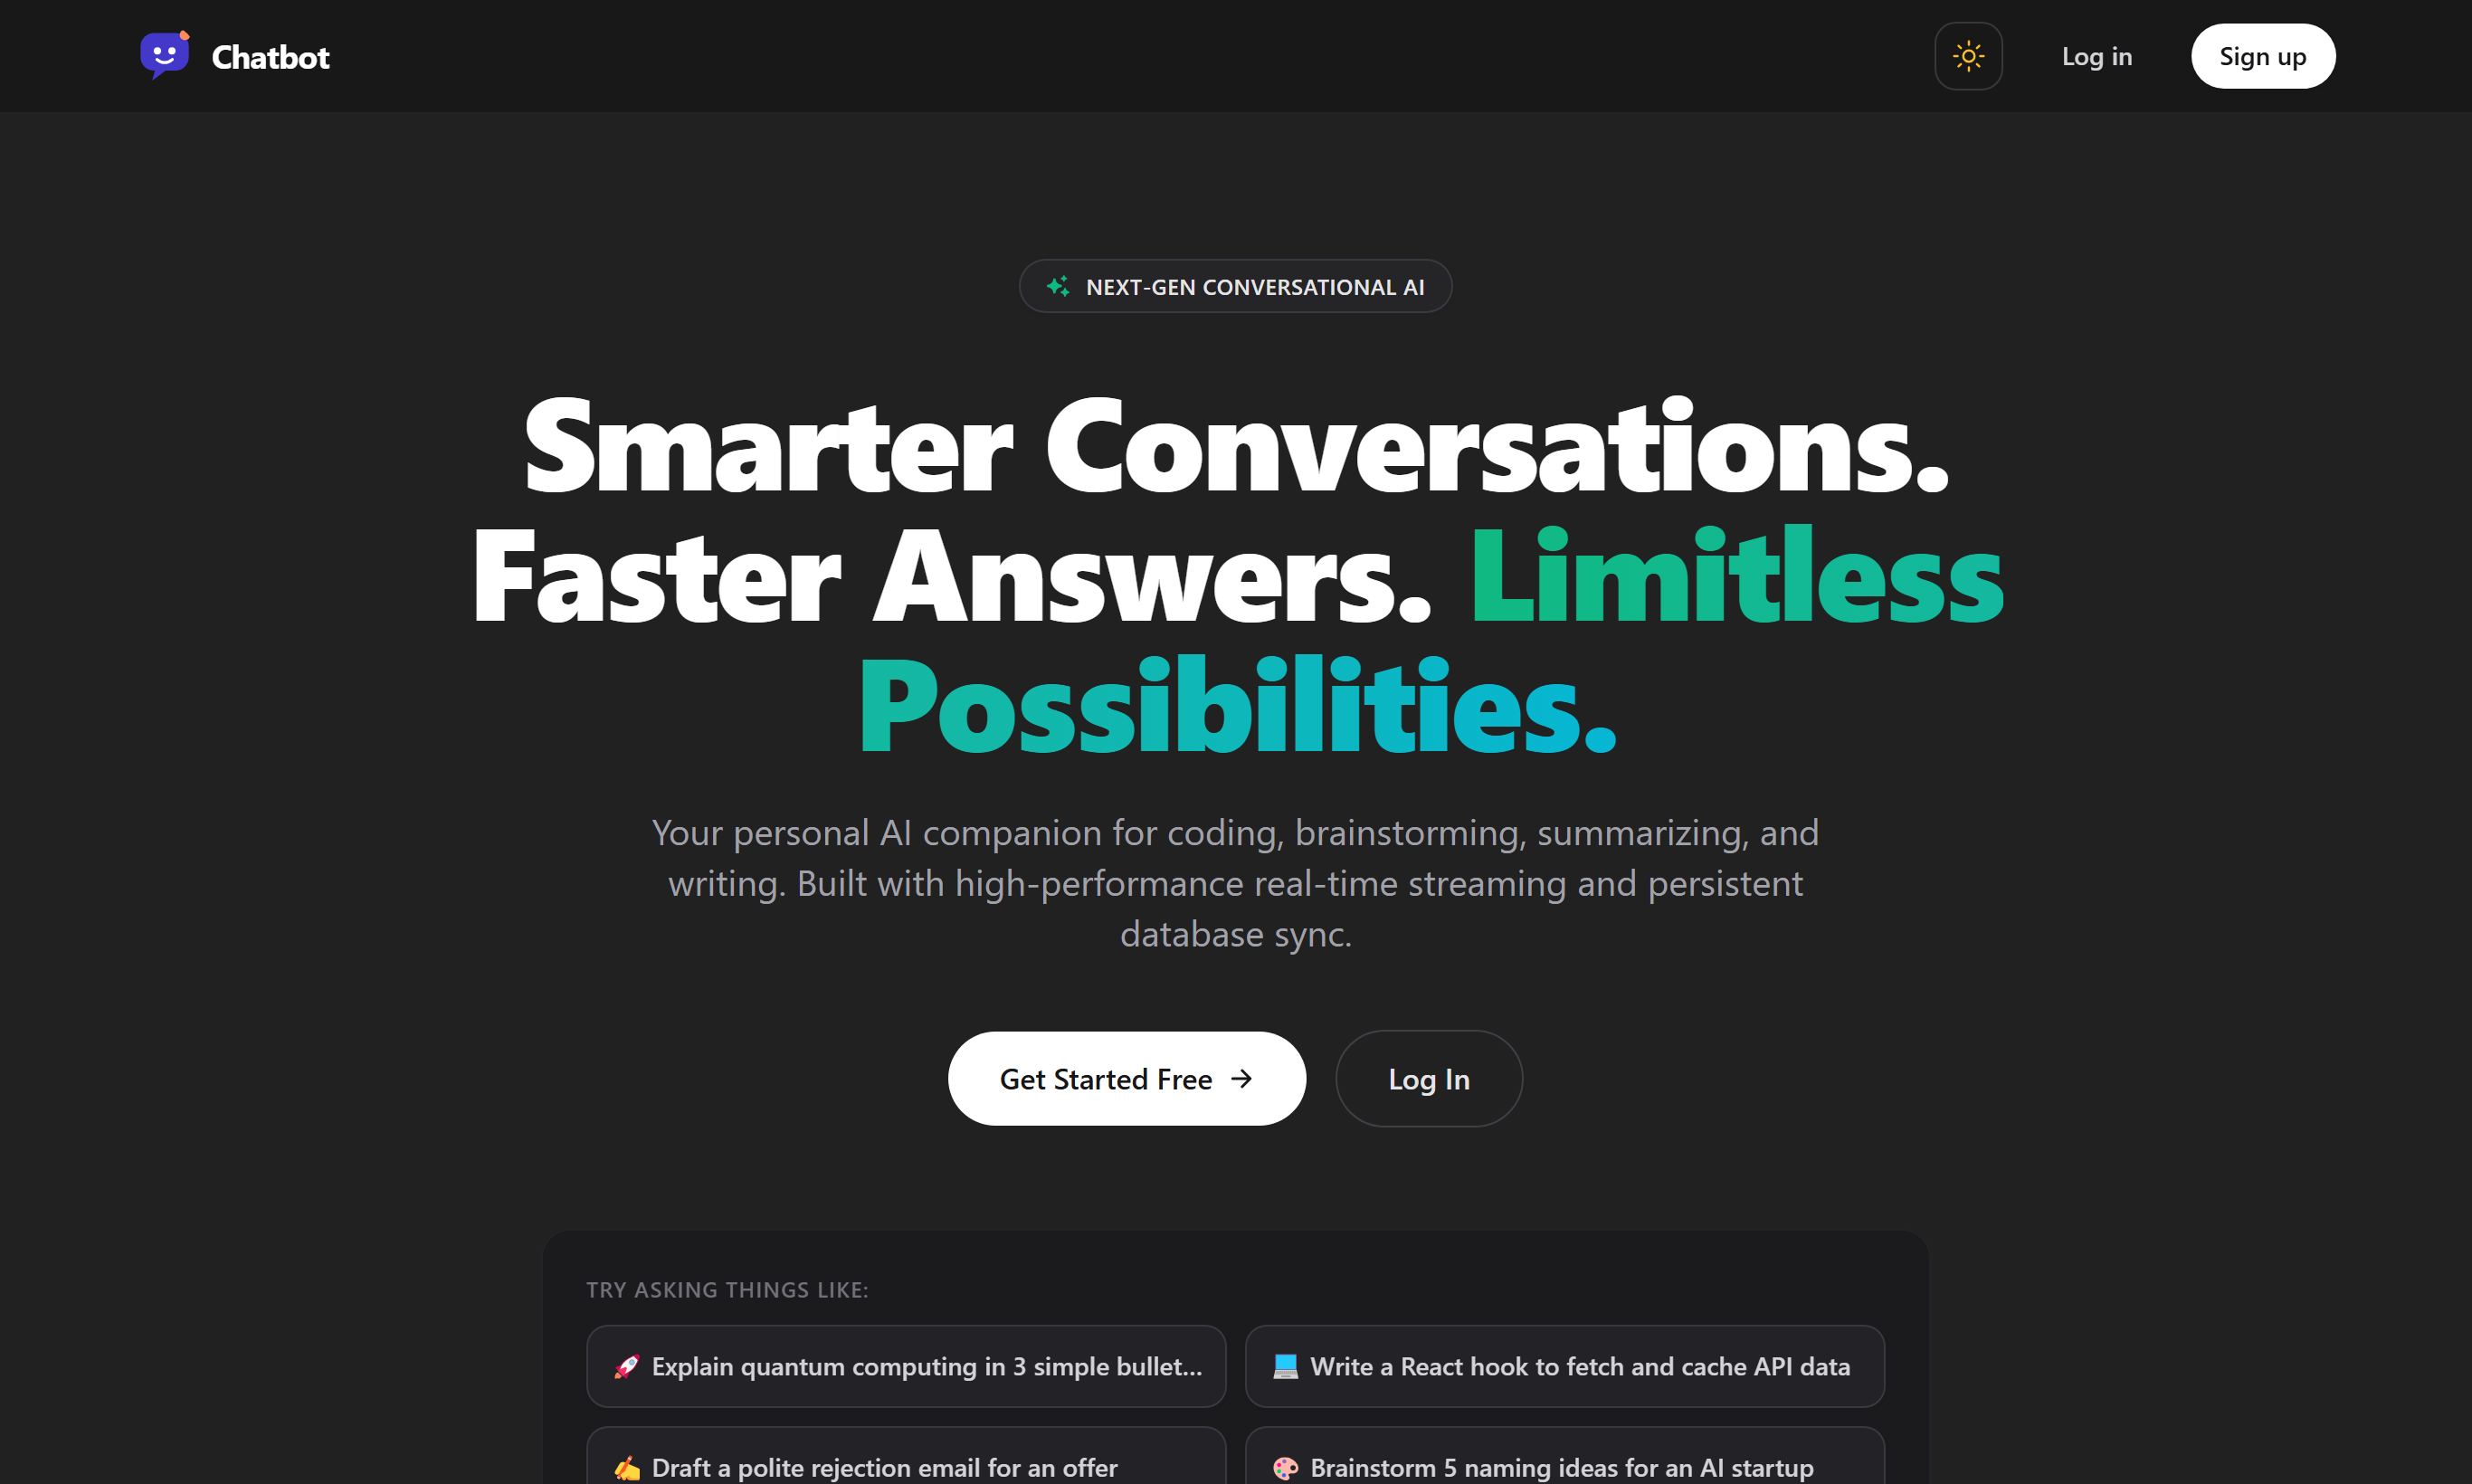 Chatbot
Log in
Sign up
NEXT-GEN CONVERSATIONAL AI
Smarter Conversations.
Faster Answers. Limitless
Possibilities.
Your personal AI companion for coding, brainstorming, summarizing, and
writing. Built with high-performance real-time streaming and persistent
database sync.
Get Started Free →
Log In
TRY ASKING THINGS LIKE:
🚀 Explain quantum computing in 3 simple bullet...
💻 Write a React hook to fetch and cache API data
✍️ Draft a polite rejection email for an offer
🎨 Brainstorm 5 naming ideas for an AI startup